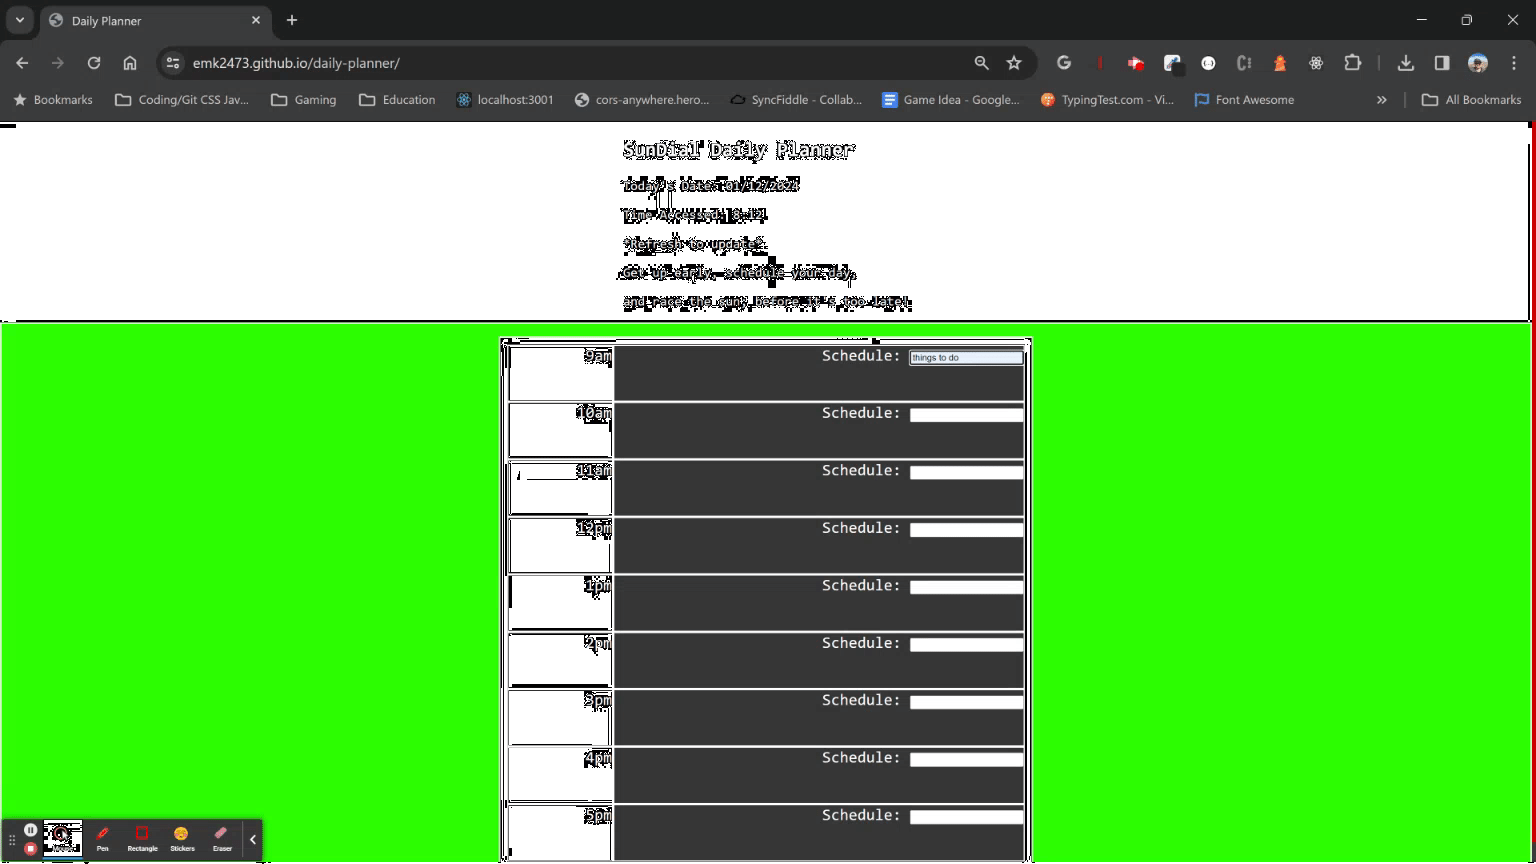 Daily Planner
emk2473.github.io/daily-planner/
Bookmarks
Coding/Git CSS Jav...
Gaming
Education
localhost:3001
cors-anywhere.hero...
SyncFiddle - Collab...
Game Idea - Google...
TypingTest.com - Vi...
Font Awesome
All Bookmarks
SunDial Daily Planner
Today's Date: 01/12/2024
Time Accessed: 8:12
*Refresh to update*
Get up early, schedule your day,
and race the sun, before it's too late!
9am Schedule: things to do
10am Schedule:
11am Schedule:
12pm Schedule:
1pm Schedule:
2pm Schedule:
3pm Schedule:
4pm Schedule:
5pm Schedule:
Pen
Rectangle
Stickers
Eraser